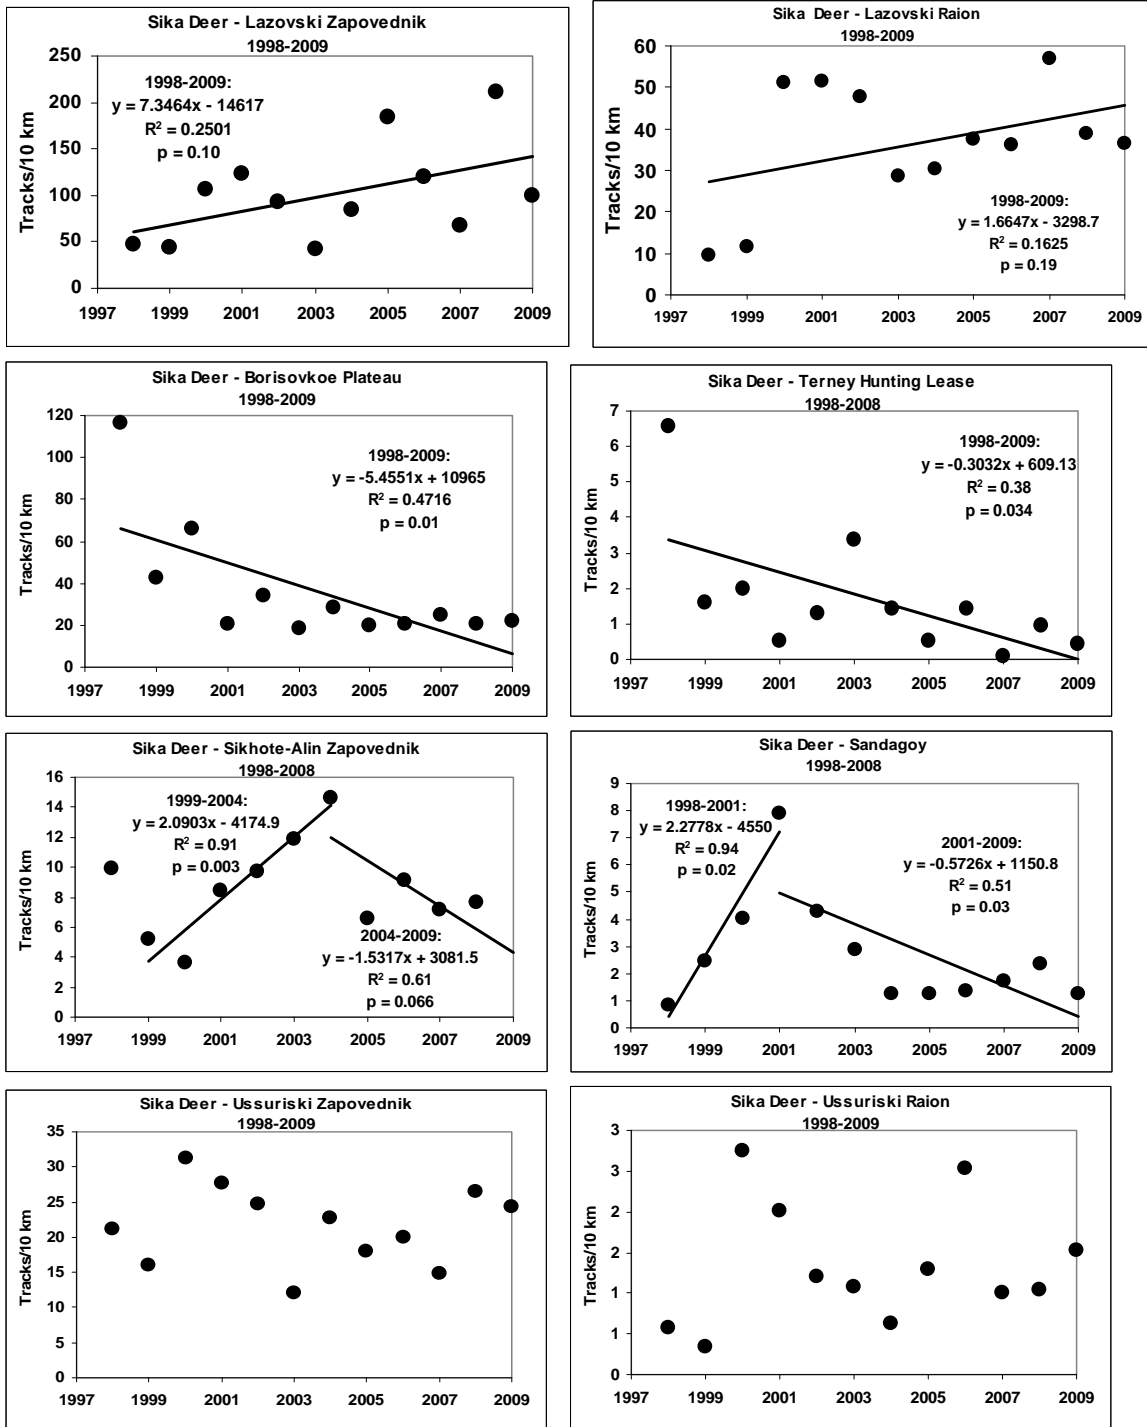 Sika Deer - Lazovski Zapovednik
1998-2009
Tracks/10 km
250
200
150
100
50
0
1998-2009:
y = 7.3464x - 14617
R² = 0.2501
p = 0.10
1997 1999 2001 2003 2005 2007 2009
Sika Deer - Lazovski Raion
1998-2009
Tracks/10 km
60
50
40
30
20
10
0
1998-2009:
y = 1.6647x - 3298.7
R² = 0.1625
p = 0.19
1997 1999 2001 2003 2005 2007 2009
Sika Deer - Borisovkoe Plateau
1998-2009
Tracks/10 km
120
100
80
60
40
20
0
1998-2009:
y = -5.4551x + 10965
R² = 0.4716
p = 0.01
1997 1999 2001 2003 2005 2007 2009
Sika Deer - Terney Hunting Lease
1998-2008
Tracks/10 km
7
6
5
4
3
2
1
0
1998-2009:
y = -0.3032x + 609.13
R² = 0.38
p = 0.034
1997 1999 2001 2003 2005 2007 2009
Sika Deer - Sikhote-Alin Zapovednik
1998-2008
Tracks/10 km
16
14
12
10
8
6
4
2
0
1999-2004:
y = 2.0903x - 4174.9
R² = 0.91
p = 0.003
2004-2009:
y = -1.5317x + 3081.5
R² = 0.61
p = 0.066
1997 1999 2001 2003 2005 2007 2009
Sika Deer - Sandagoy
1998-2008
Tracks/10 km
9
8
7
6
5
4
3
2
1
0
1998-2001:
y = 2.2778x - 4550
R² = 0.94
p = 0.02
2001-2009:
y = -0.5726x + 1150.8
R² = 0.51
p = 0.03
1997 1999 2001 2003 2005 2007 2009
Sika Deer - Ussuriski Zapovednik
1998-2009
Tracks/10 km
35
30
25
20
15
10
5
0
1997 1999 2001 2003 2005 2007 2009
Sika Deer - Ussuriski Raion
1998-2009
Tracks/10 km
3
3
2
2
1
1
0
1997 1999 2001 2003 2005 2007 2009